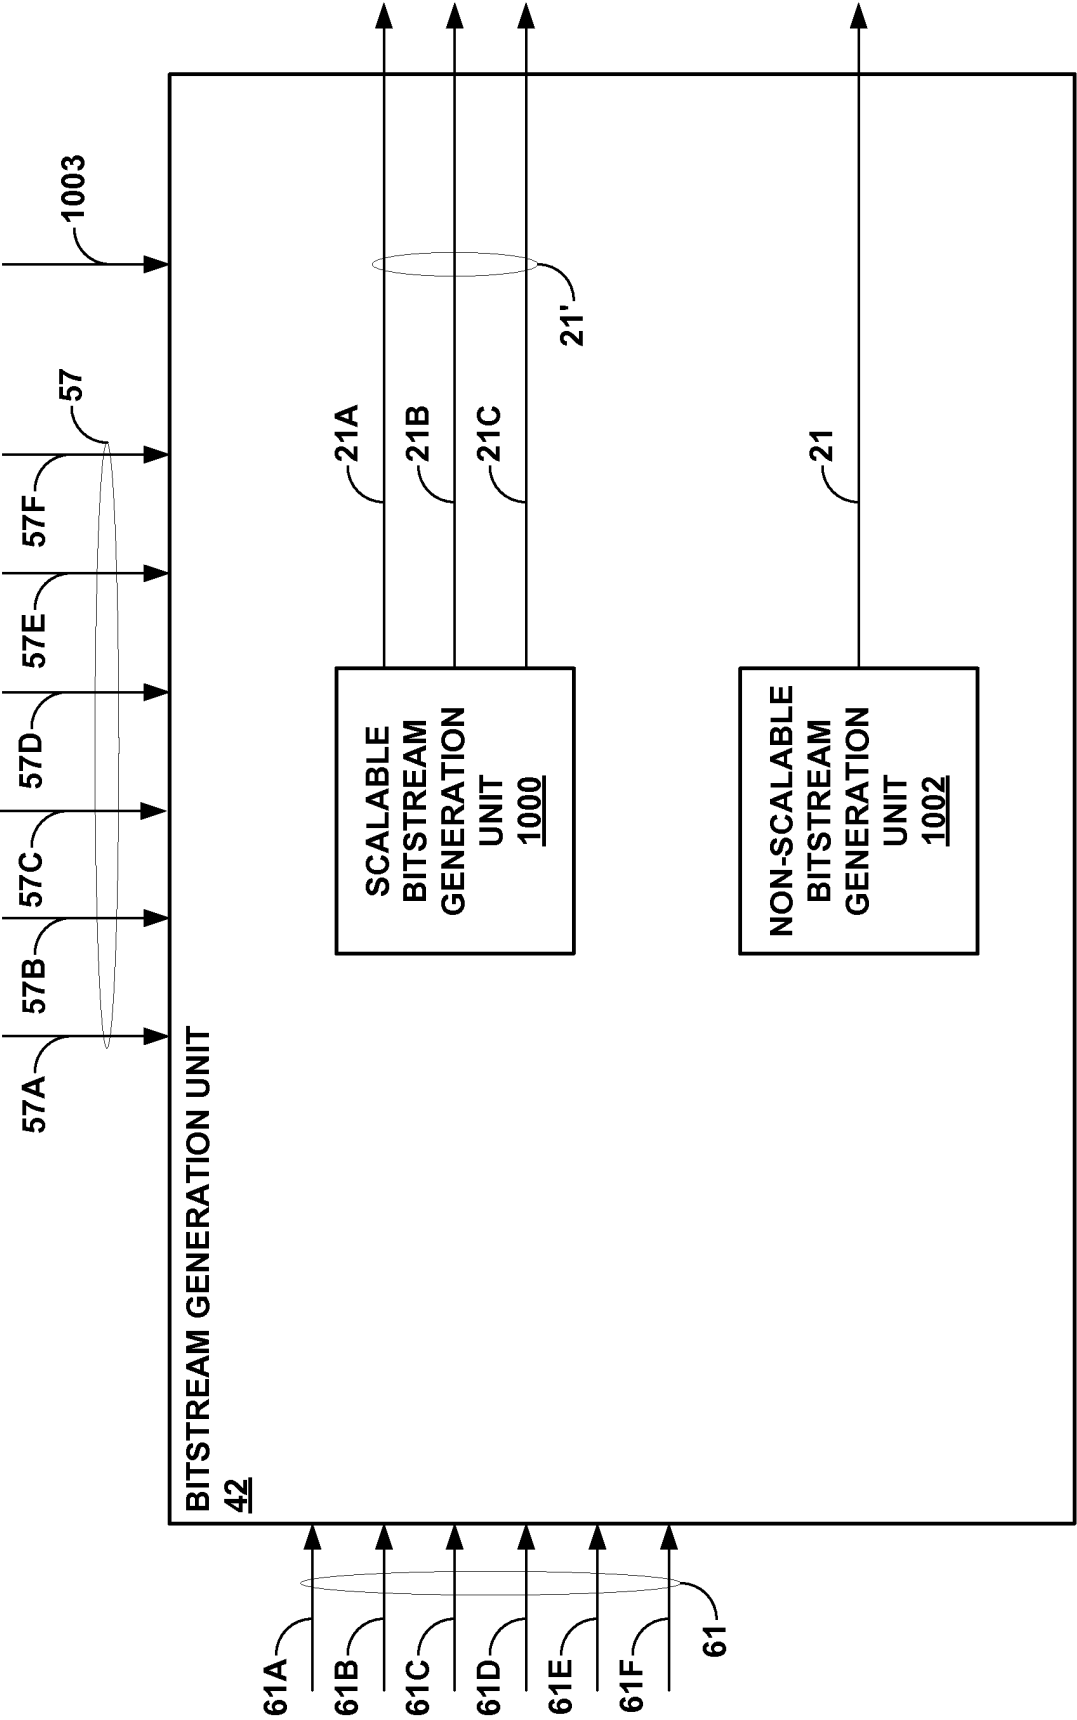 57A
57B
57C
57D
57E
57F
57
1003
BITSTREAM GENERATION UNIT
42
61A
61B
61C
61D
61E
61F
61
SCALABLE
BITSTREAM
GENERATION
UNIT
1000
21A
21B
21C
21'
NON-SCALABLE
BITSTREAM
GENERATION
UNIT
1002
21